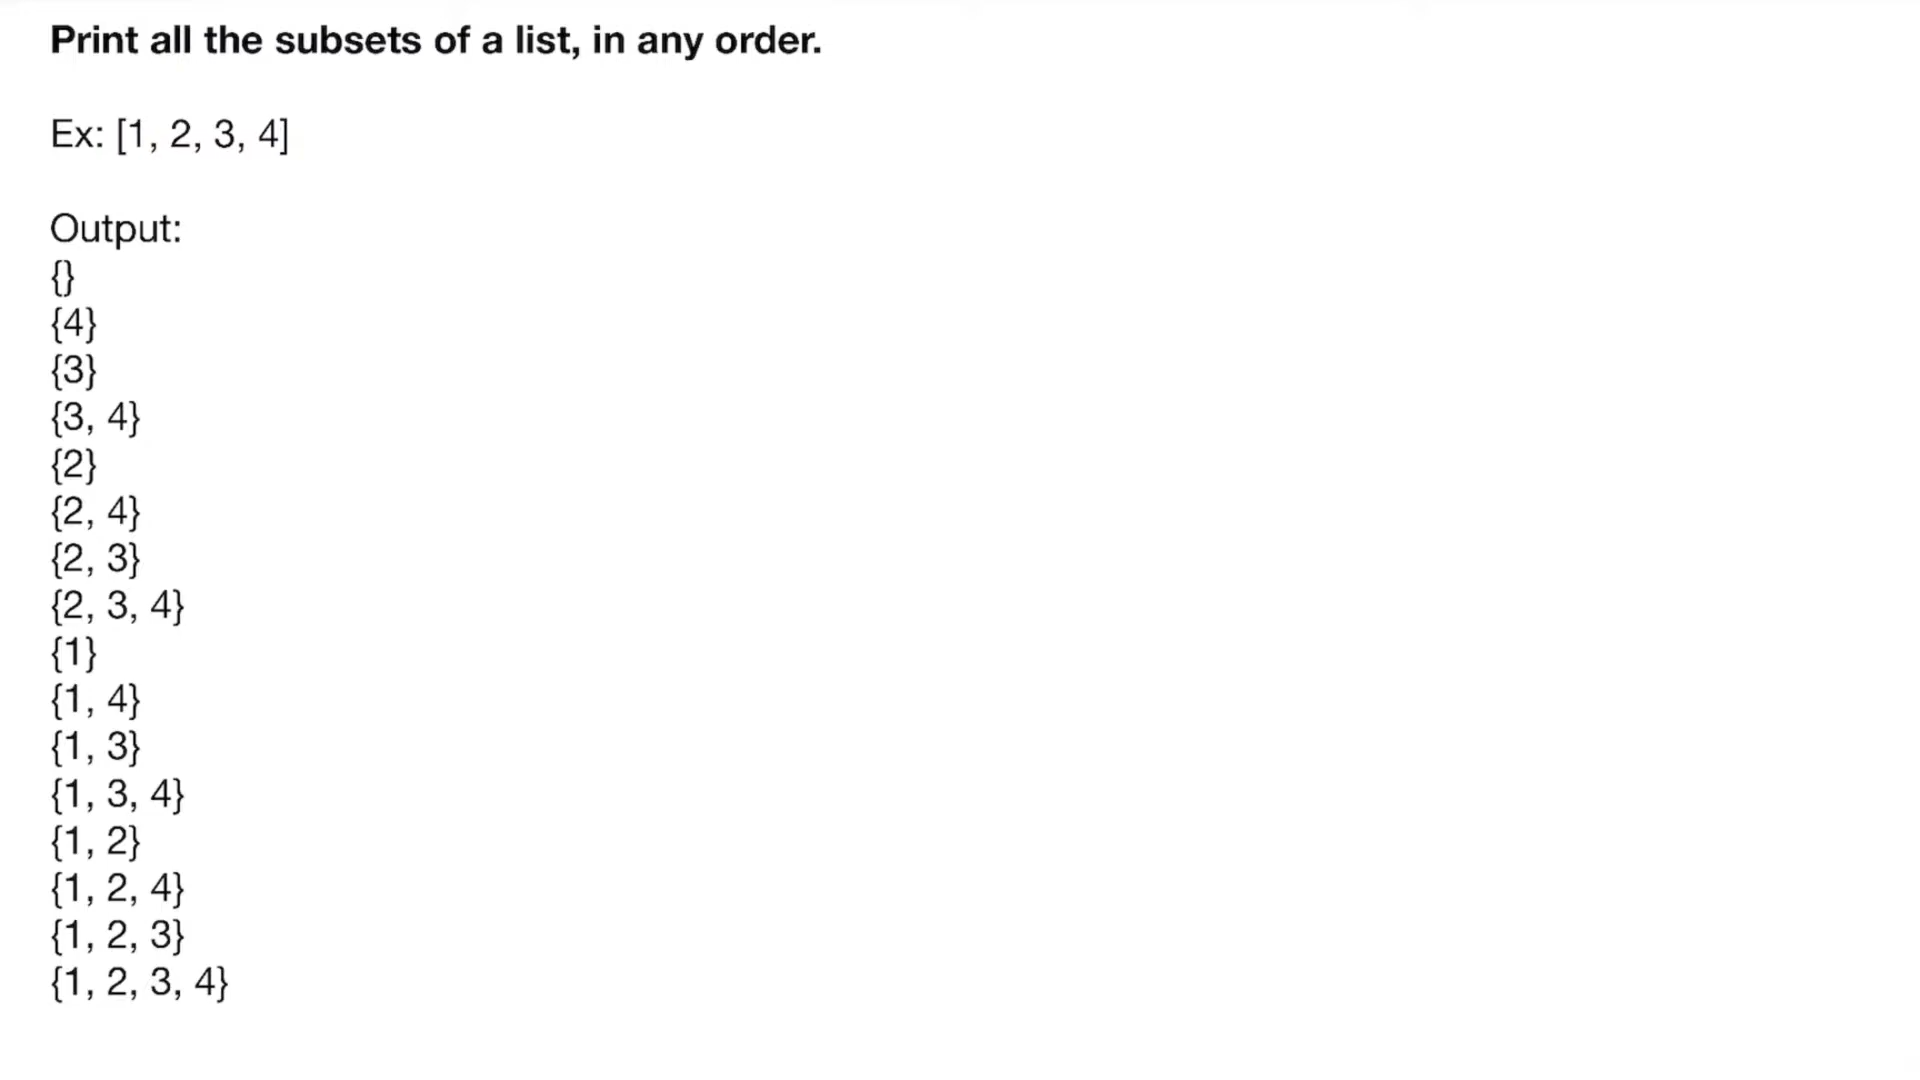 Print all the subsets of a list, in any order.
Ex: [1, 2, 3, 4]
Output:
{}
{4}
{3}
{3, 4}
{2}
{2, 4}
{2, 3}
{2, 3, 4}
{1}
{1, 4}
{1, 3}
{1, 3, 4}
{1, 2}
{1, 2, 4}
{1, 2, 3}
{1, 2, 3, 4}